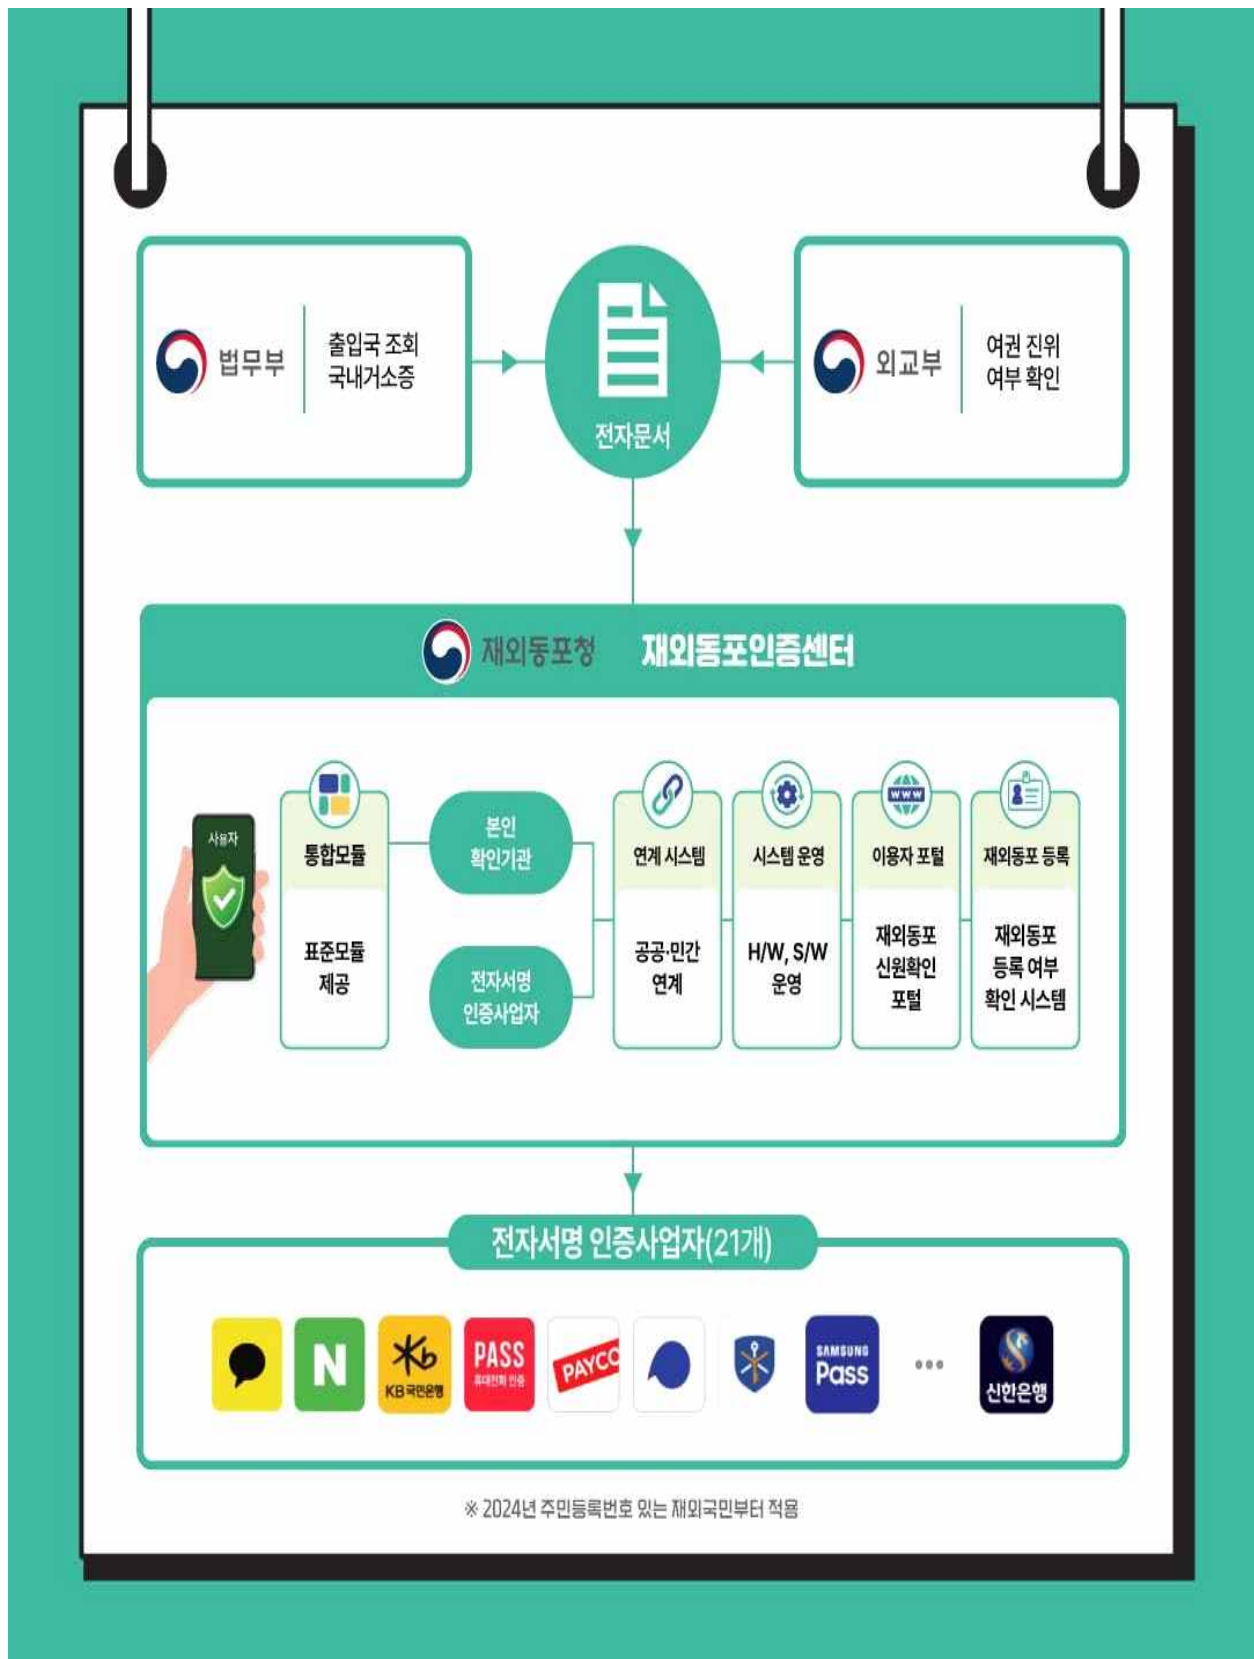 법무부
출입국 조회
국내거소증
전자문서
외교부
여권 진위
여부 확인
재외동포청 재외동포인증센터
사용자
통합모듈
표준모듈
제공
본인
확인기관
전자서명
인증사업자
연계 시스템
공공·민간
연계
시스템 운영
H/W, S/W
운영
이용자 포털
www
재외동포
신원확인
포털
재외동포 등록
재외동포
등록 여부
확인 시스템
전자서명 인증사업자(21개)
N
Kb
KB국민은행
PASS
휴대전화 인증
PAYCO
SAMSUNG
Pass
신한은행
※ 2024년 주민등록번호 있는 재외국민부터 적용